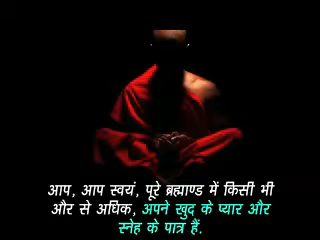 आप, आप स्वयं, पूरे ब्रह्माण्ड में किसी भी
और से अधिक, अपने खुद के प्यार और
स्नेह के पात्र हैं.